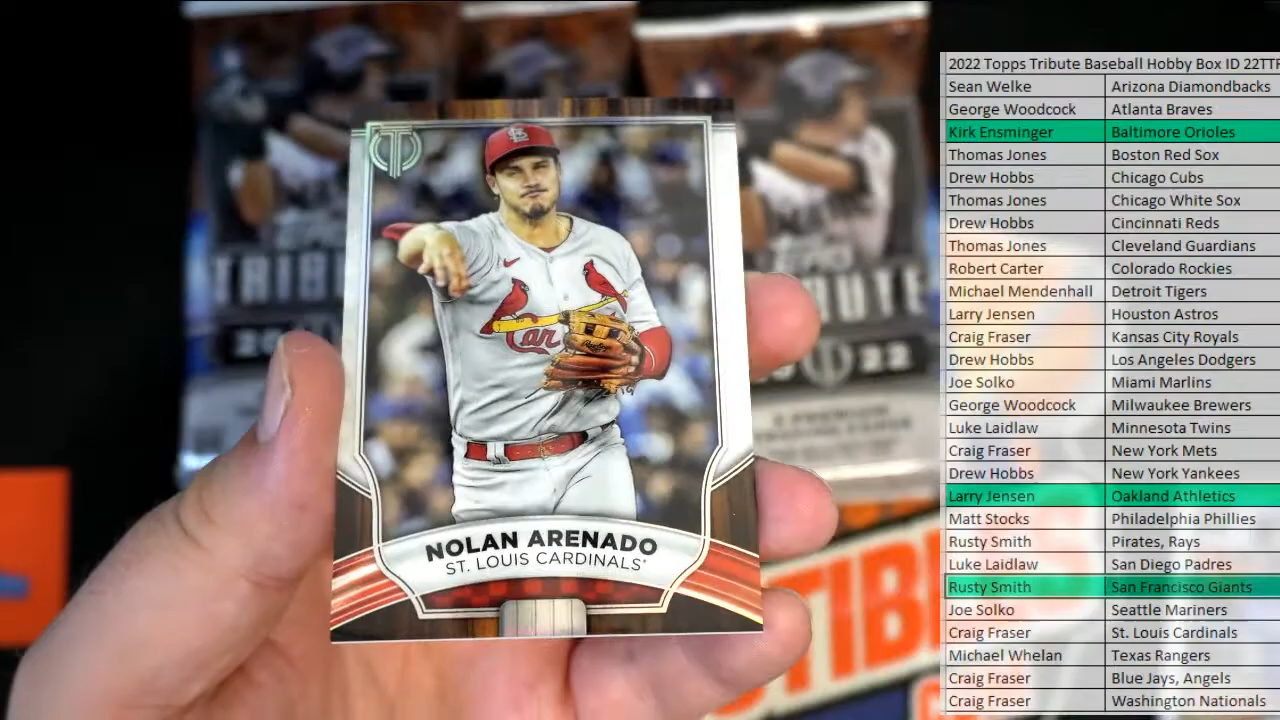 TRIB
20
UTE
22
Car
NOLAN ARENADO
ST. LOUIS CARDINALS
TIB
2022 Topps Tribute Baseball Hobby Box ID 22TTR
Sean Welke Arizona Diamondbacks
George Woodcock Atlanta Braves
Kirk Ensminger Baltimore Orioles
Thomas Jones Boston Red Sox
Drew Hobbs Chicago Cubs
Thomas Jones Chicago White Sox
Drew Hobbs Cincinnati Reds
Thomas Jones Cleveland Guardians
Robert Carter Colorado Rockies
Michael Mendenhall Detroit Tigers
Larry Jensen Houston Astros
Craig Fraser Kansas City Royals
Drew Hobbs Los Angeles Dodgers
Joe Solko Miami Marlins
George Woodcock Milwaukee Brewers
Luke Laidlaw Minnesota Twins
Craig Fraser New York Mets
Drew Hobbs New York Yankees
Larry Jensen Oakland Athletics
Matt Stocks Philadelphia Phillies
Rusty Smith Pirates, Rays
Luke Laidlaw San Diego Padres
Rusty Smith San Francisco Giants
Joe Solko Seattle Mariners
Craig Fraser St. Louis Cardinals
Michael Whelan Texas Rangers
Craig Fraser Blue Jays, Angels
Craig Fraser Washington Nationals